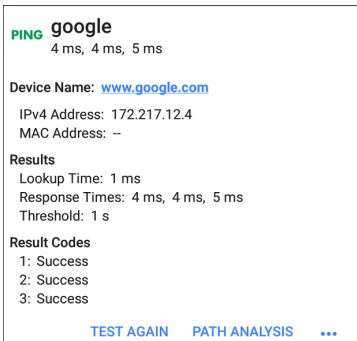 PING google
4 ms, 4 ms, 5 ms
Device Name: www.google.com
IPv4 Address: 172.217.12.4
MAC Address: --
Results
Lookup Time: 1 ms
Response Times: 4 ms, 4 ms, 5 ms
Threshold: 1 s
Result Codes
1: Success
2: Success
3: Success
TEST AGAIN PATH ANALYSIS ...